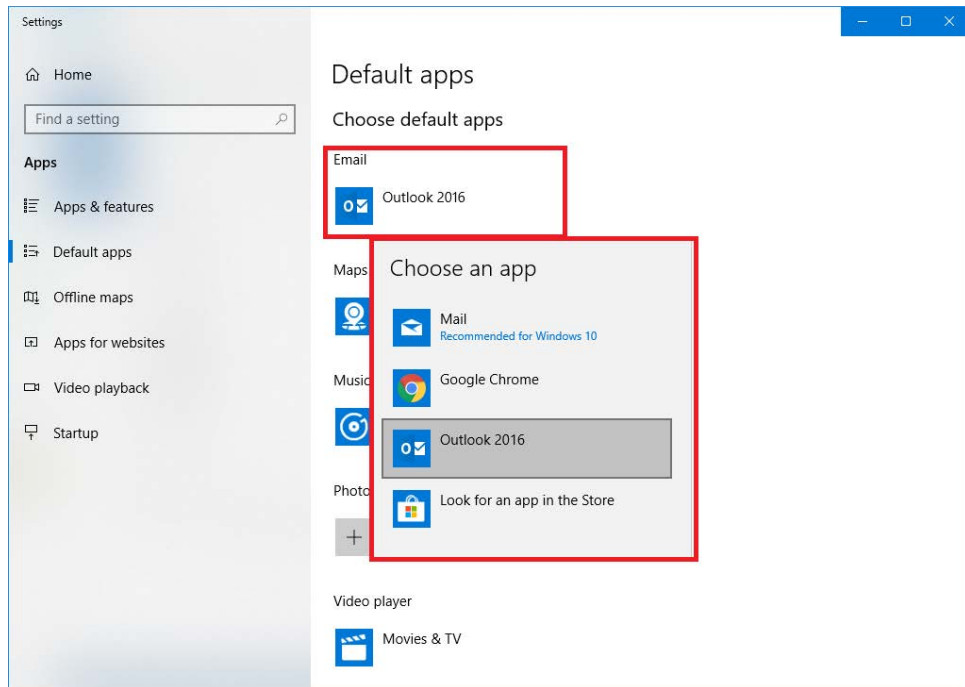 Settings
Home
Find a setting
Apps
Apps & features
Default apps
Offline maps
Apps for websites
Video playback
Startup
Default apps
Choose default apps
Email
Outlook 2016
Maps
Choose an app
Mail
Recommended for Windows 10
Google Chrome
Music
Outlook 2016
Photo
Look for an app in the Store
Video player
Movies & TV